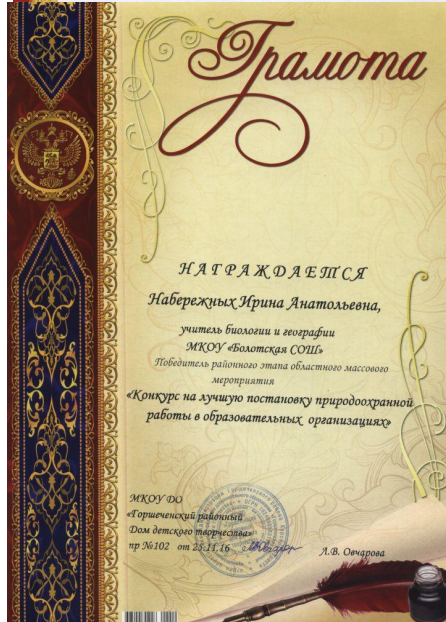 Грамота
НАГРАЖДАЕТСЯ
Набережных Ирина Анатольевна,
учитель биологии и географии
МКОУ «Болотская СОШ»
Победитель районного этапа областного массового
мероприятия
«Конкурс на лучшую постановку природоохранной
работы в образовательных организациях»
МКОУ ДО
«Горшеченский районный
Дом детского творчества»
пр №102 от 25.11.16
Л.В. Овчарова